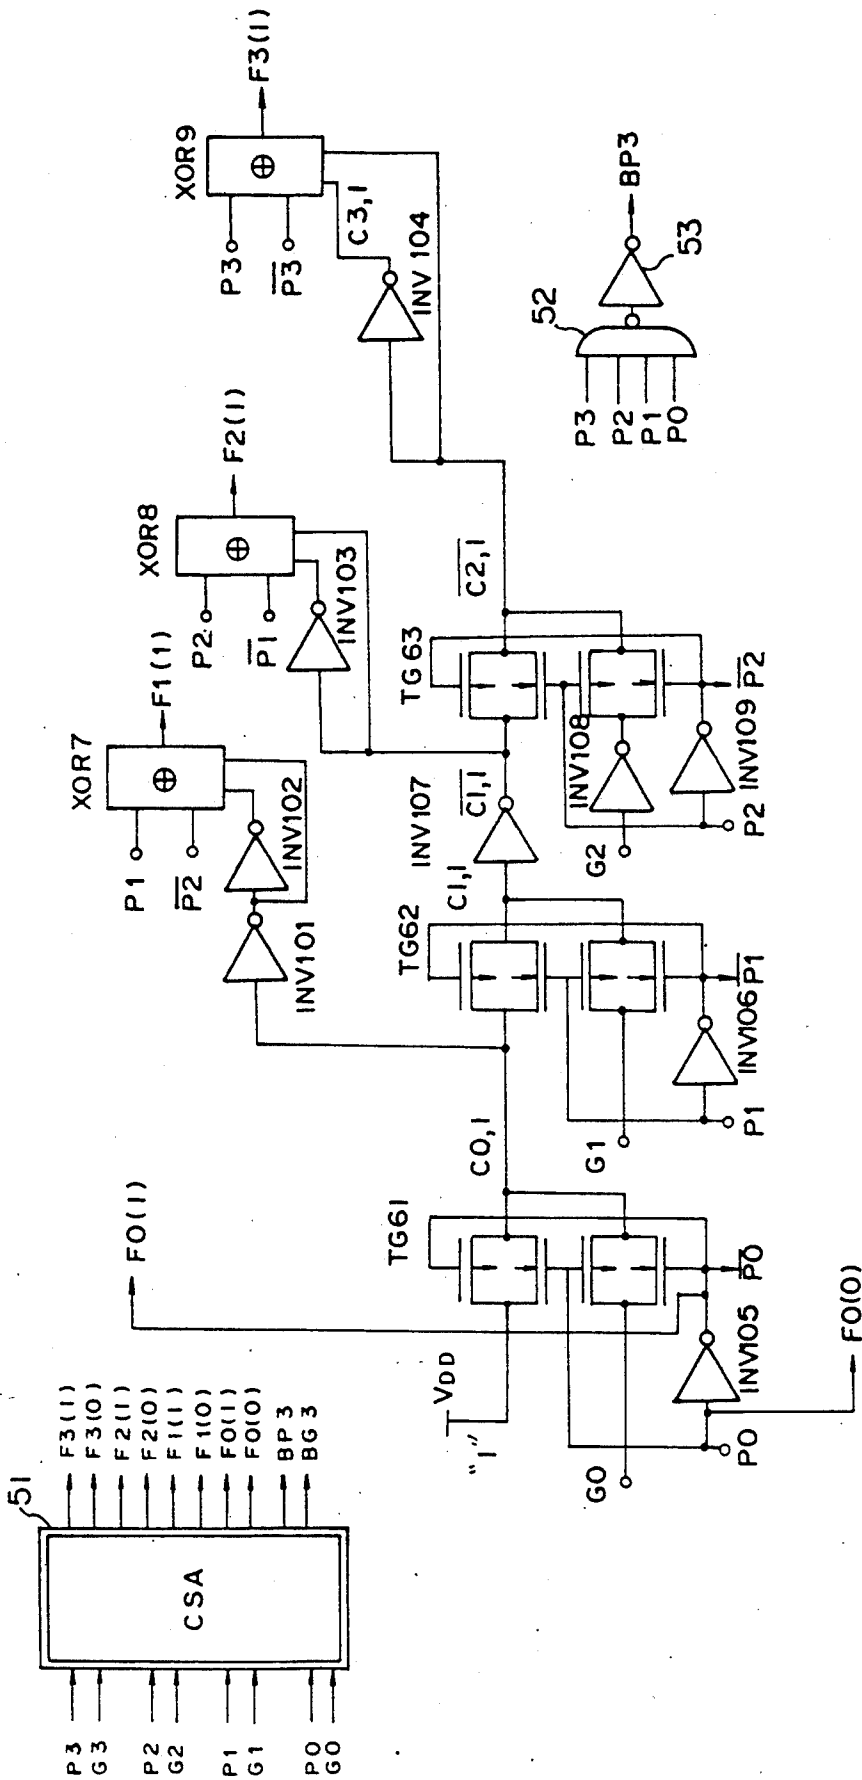 51
P3
G3
P2
G2
P1
G1
P0
G0
CSA
F3(1)
F3(0)
F2(1)
F2(0)
F1(1)
F1(0)
F0(1)
F0(0)
BP3
BG3
F0(1)
XOR7
P1
P2
⊕
F1(1)
INV101
INV102
XOR8
P2
P1
⊕
F2(1)
INV103
XOR9
P3
P3
⊕
F3(1)
C3,1
INV 104
"1"
VDD
TG61
C0,1
TG62
C1,1
INV107
C1,1
TG63
C2,1
G0
P0
INV105
P0
F0(0)
G1
P1
INV106
P1
G2
INV108
P2
INV109
P2
52
P3
P2
P1
P0
53
BP3